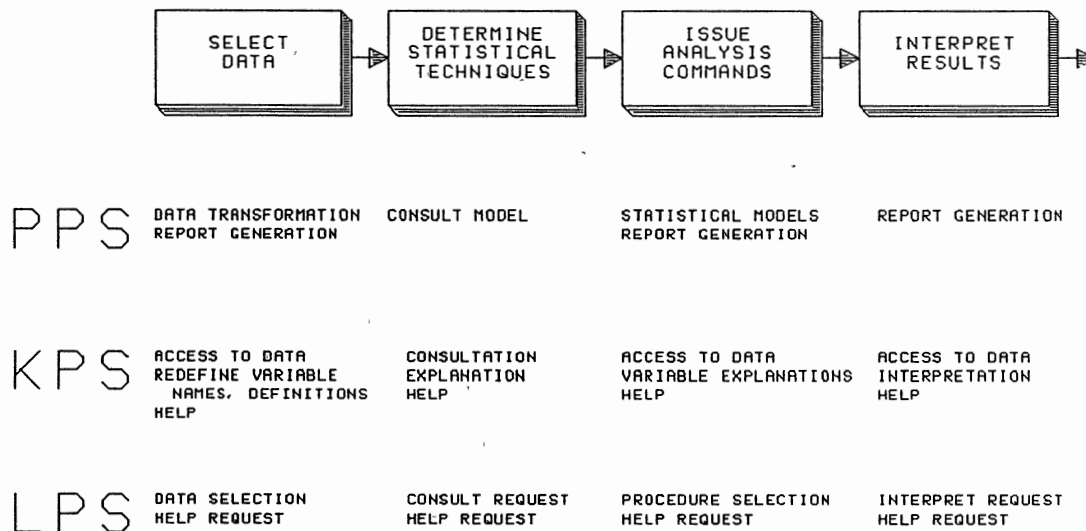 SELECT DATA
DETERMINE STATISTICAL TECHNIQUES
ISSUE ANALYSIS COMMANDS
INTERPRET RESULTS
PPS
DATA TRANSFORMATION
REPORT GENERATION
CONSULT MODEL
STATISTICAL MODELS
REPORT GENERATION
REPORT GENERATION
KPS
ACCESS TO DATA
REDEFINE VARIABLE
NAMES, DEFINITIONS
HELP
CONSULTATION
EXPLANATION
HELP
ACCESS TO DATA
VARIABLE EXPLANATIONS
HELP
ACCESS TO DATA
INTERPRETATION
HELP
LPS
DATA SELECTION
HELP REQUEST
CONSULT REQUEST
HELP REQUEST
PROCEDURE SELECTION
HELP REQUEST
INTERPRET REQUEST
HELP REQUEST